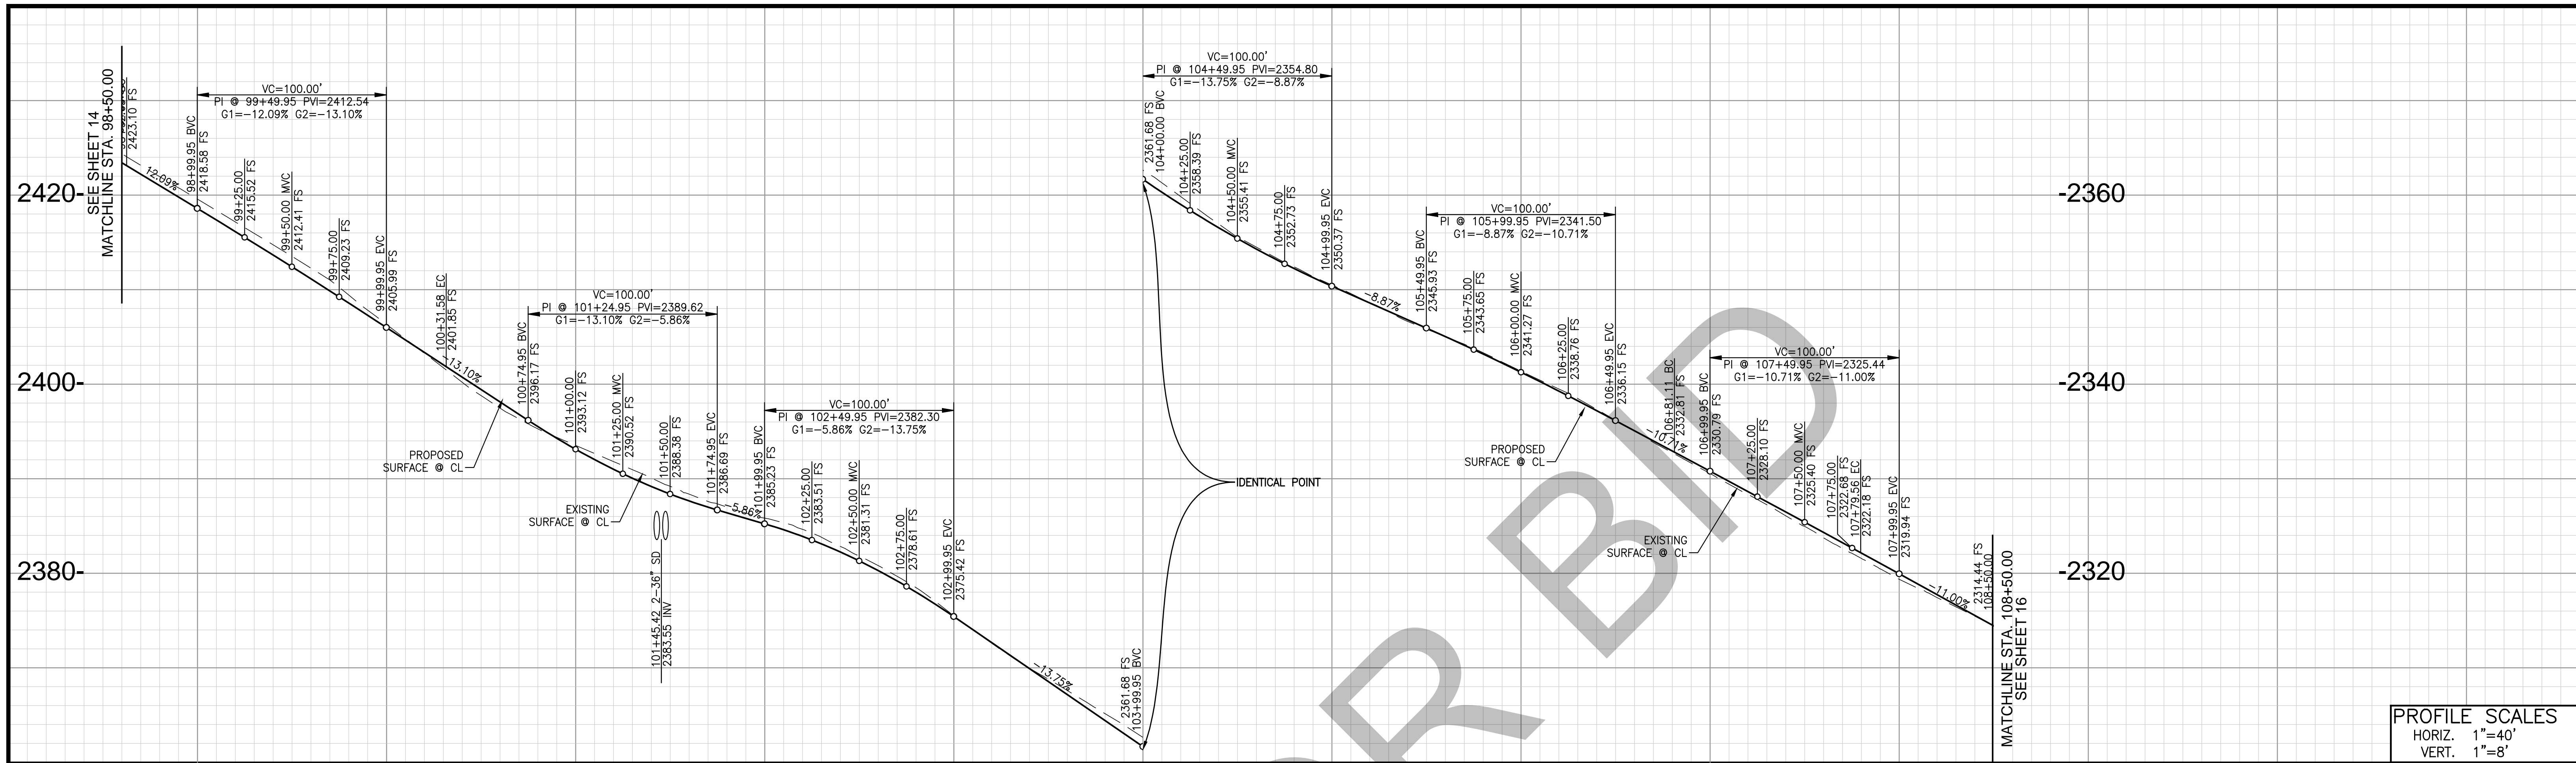 SEE SHEET 14
MATCHLINE STA. 98+50.00
2423.10 FS
12.09%
VC=100.00'
PI @ 99+49.95 PVI=2412.54
G1=-12.09% G2=-13.10%
98+99.95 BVC
2418.58 FS
99+25.00
2415.52 FS
99+50.00 MVC
2412.41 FS
99+75.00
2409.23 FS
99+99.95 EVC
2405.99 FS
100+31.58 EC
2401.85 FS
-13.10%
PROPOSED
SURFACE @ CL
VC=100.00'
PI @ 101+24.95 PVI=2389.62
G1=-13.10% G2=-5.86%
100+74.95 BVC
2396.17 FS
101+00.00
2393.12 FS
101+25.00 MVC
2390.52 FS
101+50.00
2388.38 FS
101+74.95 EVC
2386.69 FS
EXISTING
SURFACE @ CL
101+45.42 2-36" SD
2383.55 INV
-5.86%
VC=100.00'
PI @ 102+49.95 PVI=2382.30
G1=-5.86% G2=-13.75%
101+99.95 BVC
2385.23 FS
102+25.00
2383.51 FS
102+50.00 MVC
2381.31 FS
102+75.00
2378.61 FS
102+99.95 EVC
2375.42 FS
-13.75%
2361.68 FS
103+99.95 BVC
2420-
2400-
2380-
IDENTICAL POINT
VC=100.00'
PI @ 104+49.95 PVI=2354.80
G1=-13.75% G2=-8.87%
2361.68 FS
104+00.00 BVC
104+25.00
2358.39 FS
104+50.00 MVC
2355.41 FS
104+75.00
2352.73 FS
104+99.95 EVC
2350.37 FS
-8.87%
VC=100.00'
PI @ 105+99.95 PVI=2341.50
G1=-8.87% G2=-10.71%
105+49.95 BVC
2345.93 FS
105+75.00
2343.65 FS
106+00.00 MVC
2341.27 FS
106+25.00
2338.76 FS
106+49.95 EVC
2336.15 FS
PROPOSED
SURFACE @ CL
-10.71%
106+81.11 BC
2332.81 FS
VC=100.00'
PI @ 107+49.95 PVI=2325.44
G1=-10.71% G2=-11.00%
106+99.95 BVC
2330.79 FS
107+25.00
2328.10 FS
107+50.00 MVC
2325.40 FS
107+75.00
2322.68 FS
107+79.56 EC
2322.18 FS
107+99.95 EVC
2319.94 FS
EXISTING
SURFACE @ CL
-11.00%
2314.44 FS
108+50.00
MATCHLINE STA. 108+50.00
SEE SHEET 16
-2360
-2340
-2320
OR BID
PROFILE SCALES
HORIZ. 1"=40'
VERT. 1"=8'